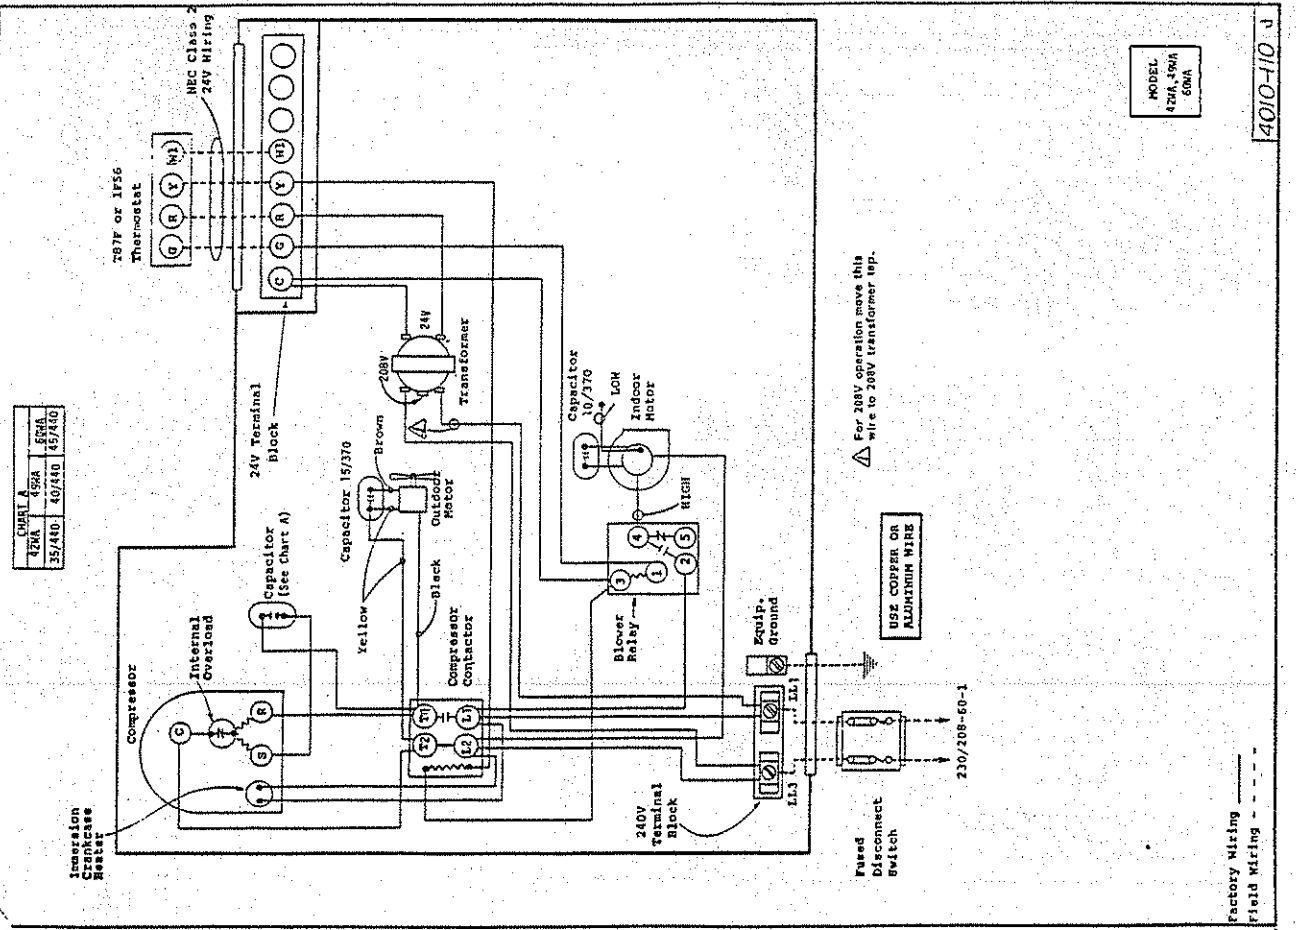 CHART A
42WA 49WA 60WA
35/440 40/440 45/440
T87F or 1F56
Thermostat
G R Y W1
NEC Class 2
24V Wiring
C G R Y W1
24V Terminal
Block
MODEL
42WA, 49WA
60WA
4010-110 J
208V
24V
Transformer
Capacitor 15/370
Brown
Outdoor
Motor
Yellow
Black
Capacitor
10/370
LOW
Indoor
Motor
HIGH
For 208V operation move this
wire to 208V transformer tap.
Capacitor
(See Chart A)
Compressor
Internal
Overload
C
S R
Immersion
Crankcase
Heater
Compressor
Contactor
T1 L1
T2 L2
Blower
Relay
3 1 2 4 5
Equip.
Ground
USE COPPER OR
ALUMINUM WIRE
240V
Terminal
Block
LL1
LL3
Fused
Disconnect
Switch
230/208-60-1
Factory Wiring
Field Wiring - - - - -